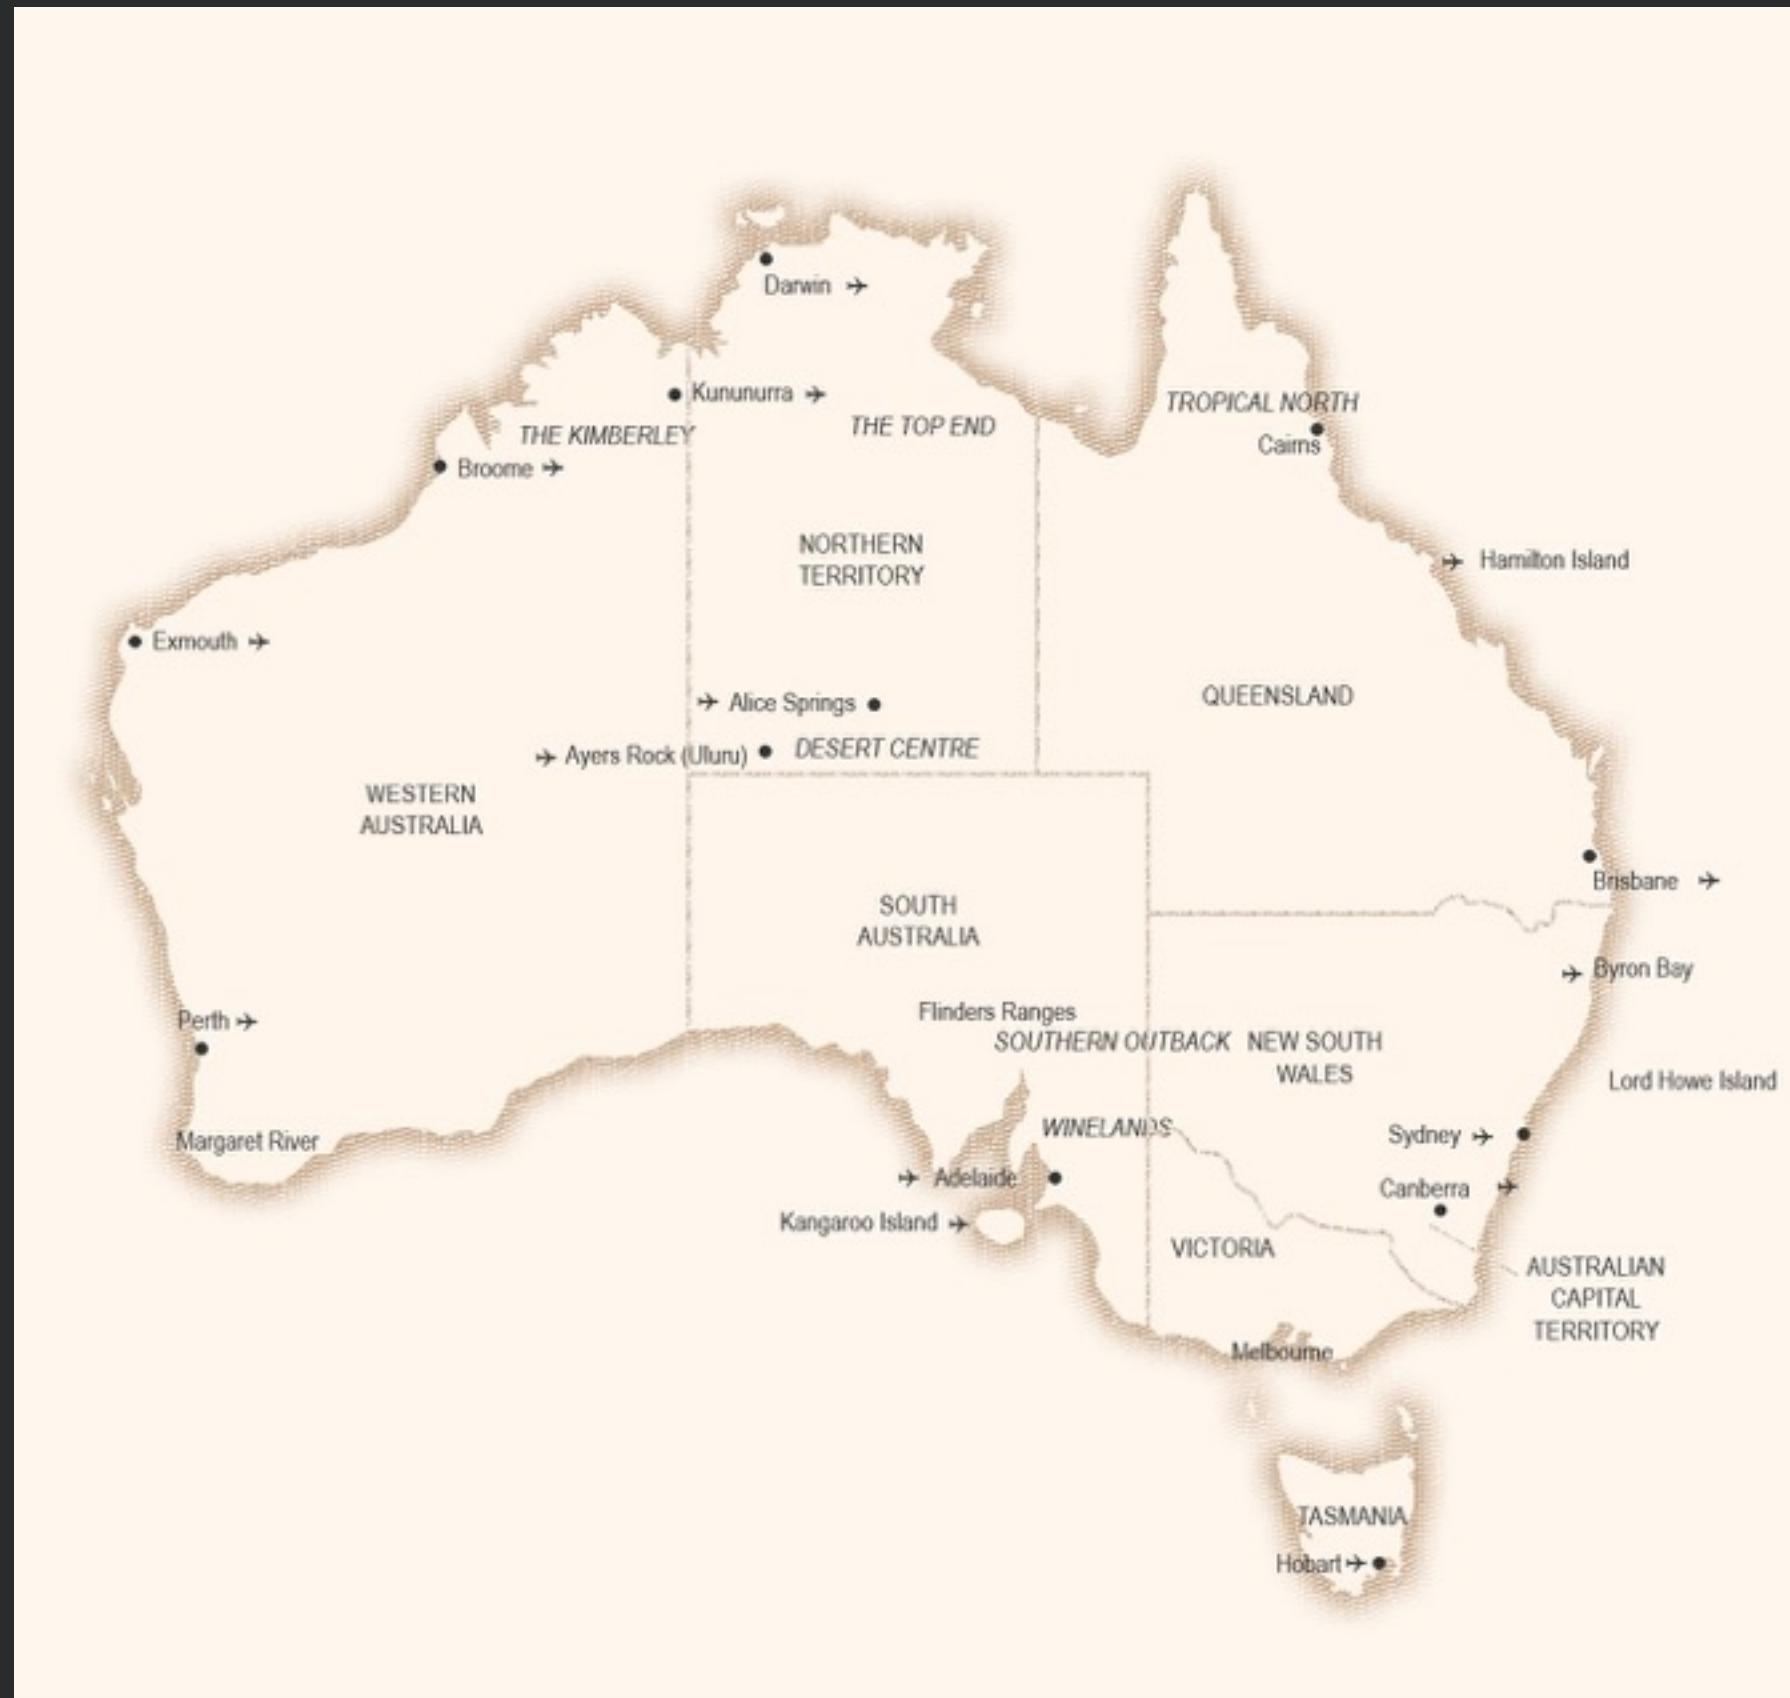 Darwin
Kununurra
THE KIMBERLEY
THE TOP END
TROPICAL NORTH
Cairns
Broome
NORTHERN
TERRITORY
Hamilton Island
Exmouth
Alice Springs
QUEENSLAND
Ayers Rock (Uluru)
DESERT CENTRE
WESTERN
AUSTRALIA
Brisbane
SOUTH
AUSTRALIA
Byron Bay
Flinders Ranges
Perth
SOUTHERN OUTBACK
NEW SOUTH
WALES
Lord Howe Island
WINELANDS
Sydney
Margaret River
Adelaide
Canberra
Kangaroo Island
VICTORIA
AUSTRALIAN
CAPITAL
TERRITORY
Melbourne
TASMANIA
Hobart